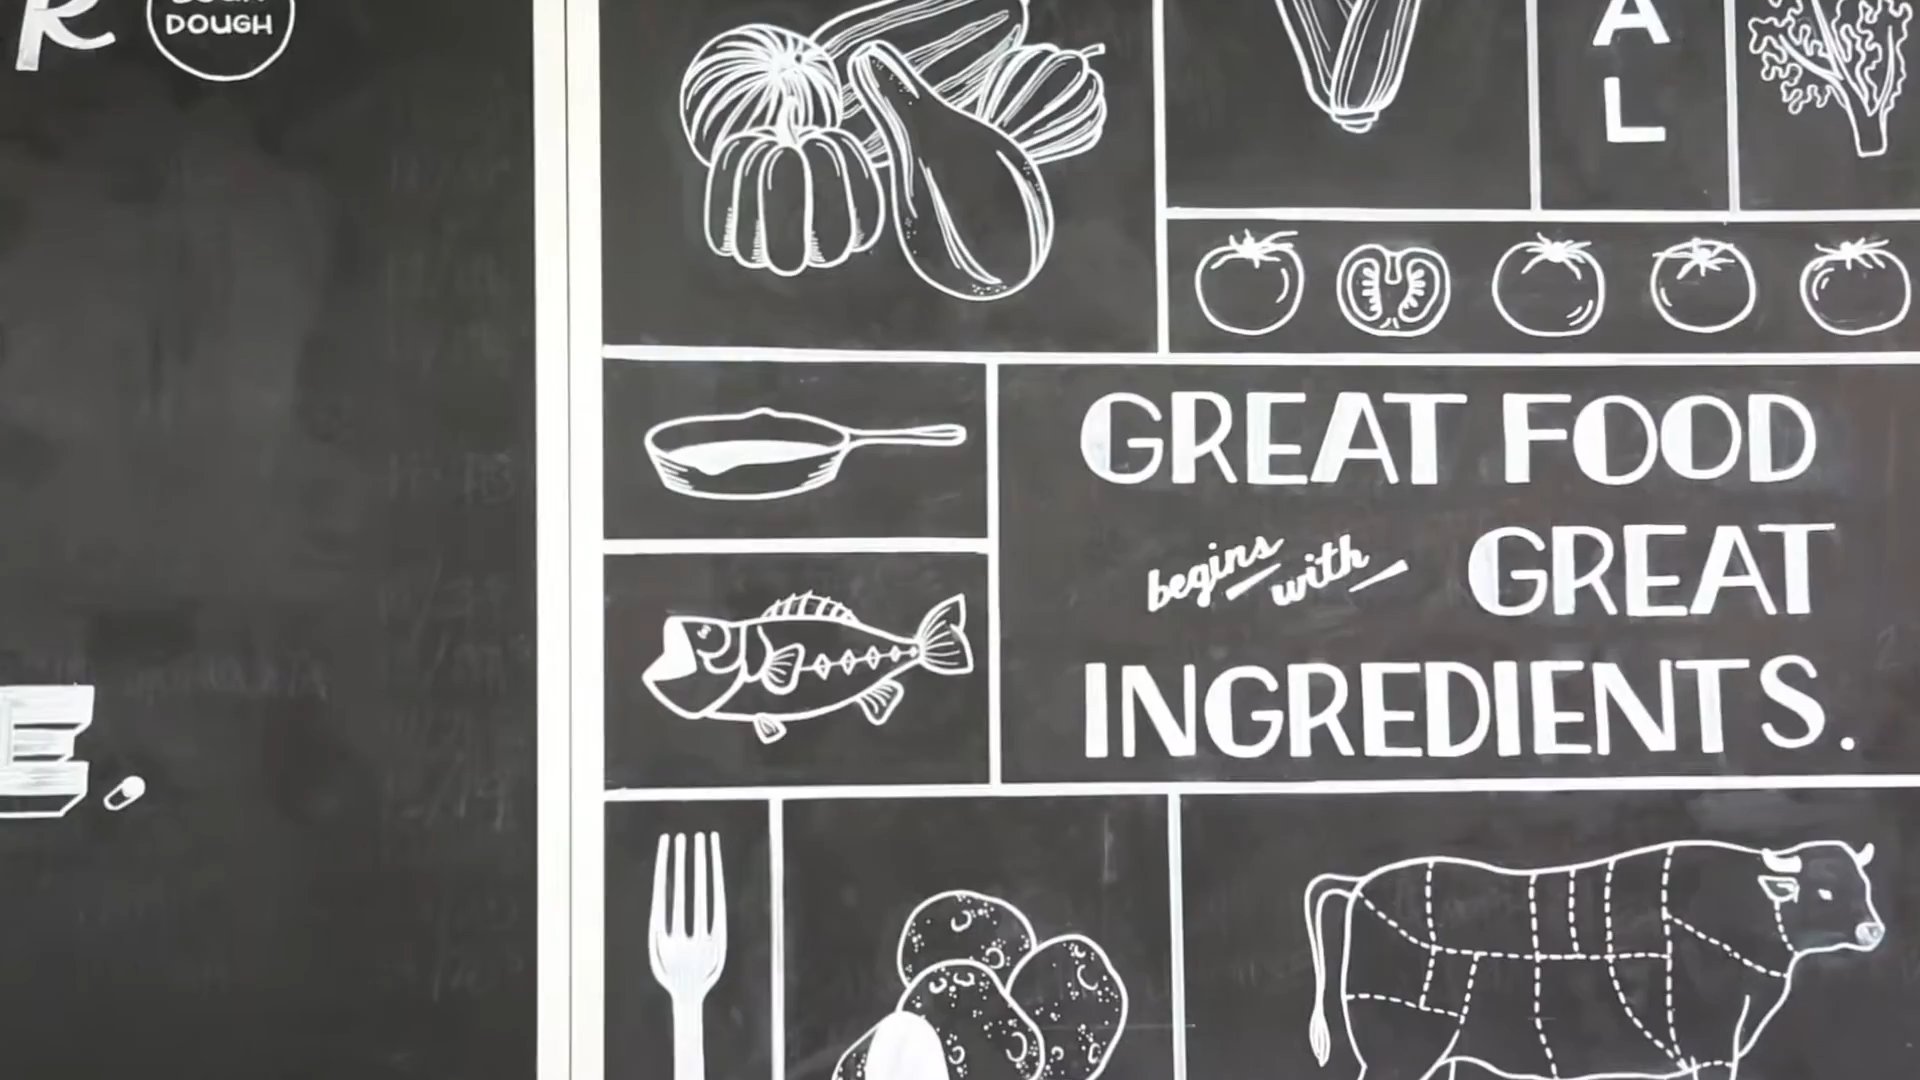 R
DOUGH
E.
A
L
GREAT FOOD
begins with GREAT
INGREDIENTS.